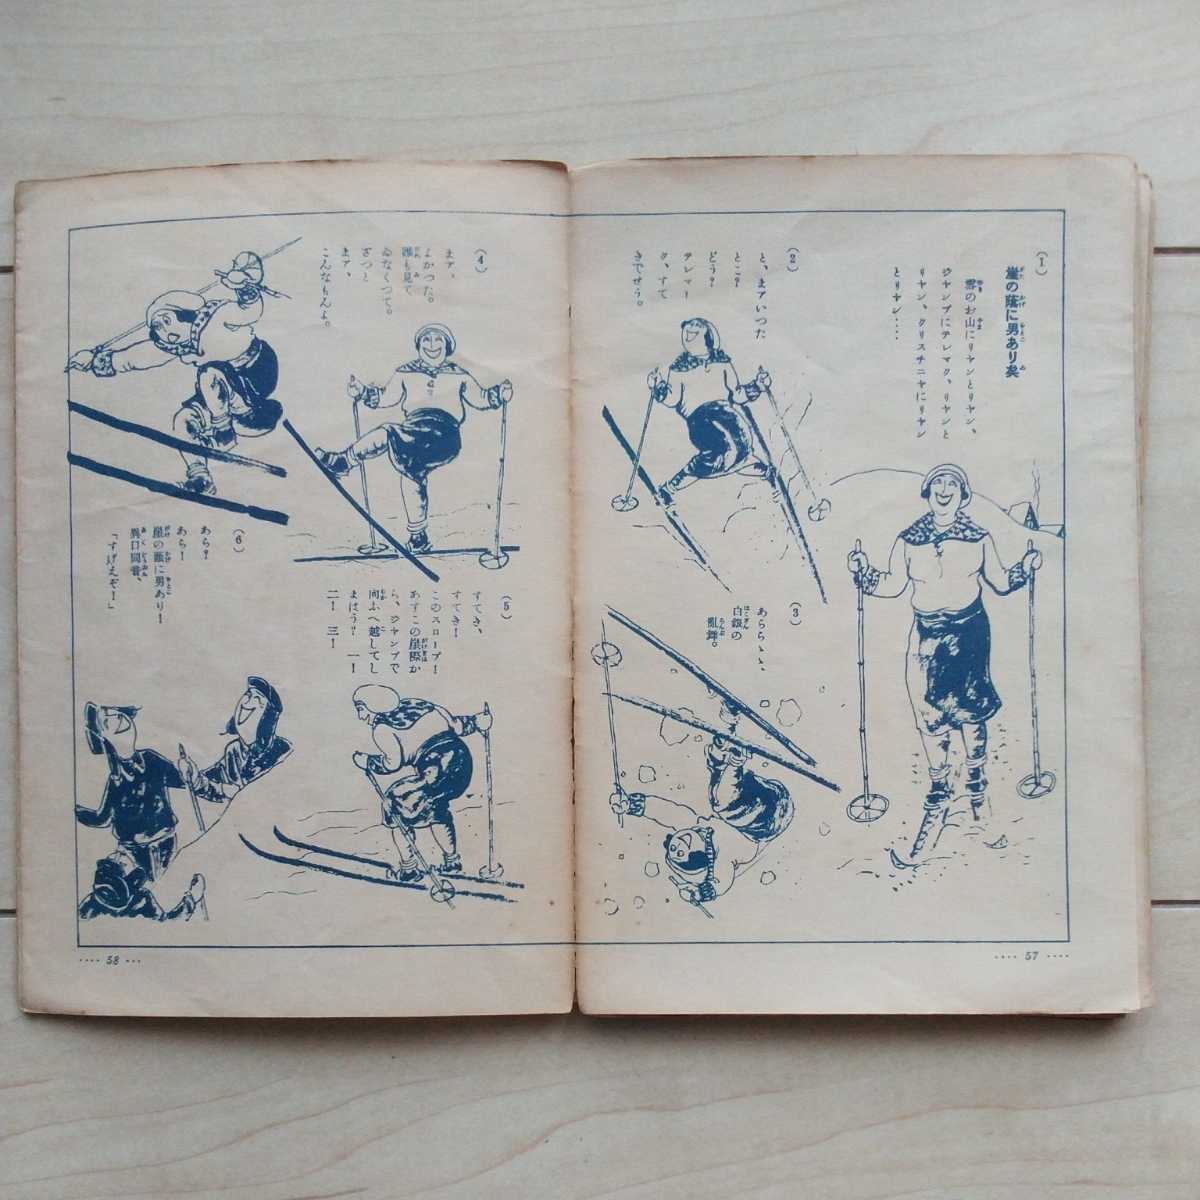 (1)
崖の蔭に男あり矣
雪のお山にリヤンとリヤン、
ジャンプにテレマク、リヤンと
リヤン、クリスチニヤにリヤン
とリヤン‥‥
(2)
と、まアいつた
とこ?
どう?
テレマー
ク、すて
きでせう。
(3)
あらら〻〻、
白銀の
亂舞。
(4)
まア、
よかつた。
誰も見て
ゐなくつて。
ざつと
まア、
こんなもんよ。
(5)
すてき、
すてき!
このスロープ!
あすこの崖際か
ら、ジャンプで
向ふへ越してし
まはう? 一!
二! 三!
(6)
あら?
あら!
崖の蔭に男あり!
異口同音、
「すげえぞ!」
‥‥ 58 ‥‥
‥‥ 57 ‥‥